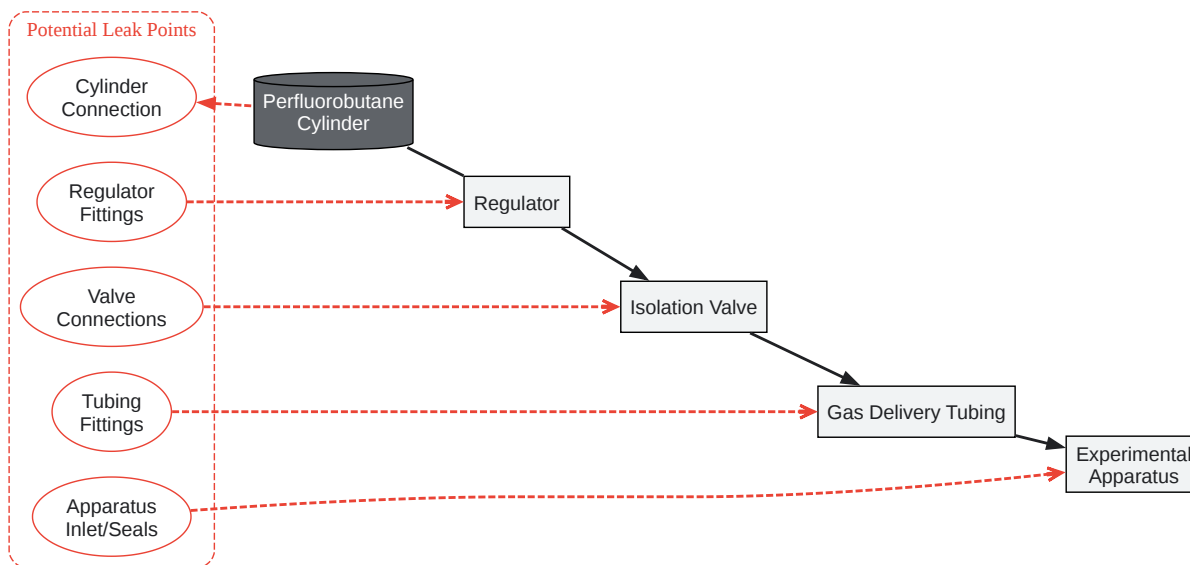 Potential Leak Points
Cylinder
Connection
Perfluorobutane
Cylinder
Regulator
Fittings
Regulator
Valve
Connections
Isolation Valve
Tubing
Fittings
Gas Delivery Tubing
Experimental
Apparatus
Apparatus
Inlet/Seals